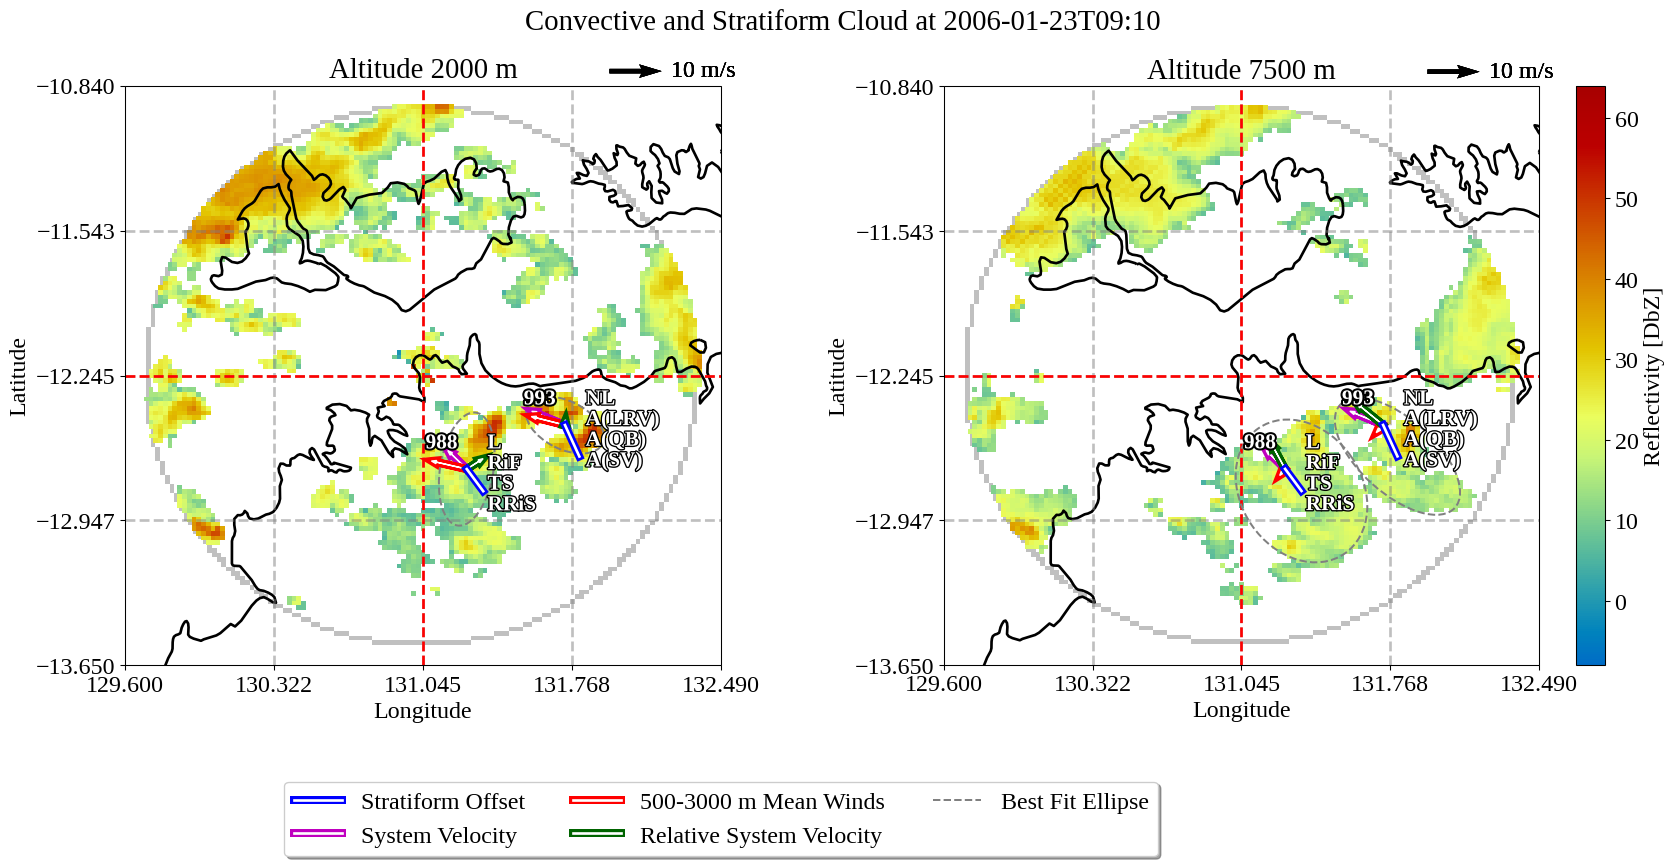 Convective and Stratiform Cloud at 2006-01-23T09:10
Altitude 2000 m
10 m/s
−10.840
−11.543
−12.245
−12.947
−13.650
Latitude
129.600
130.322
131.045
131.768
132.490
Longitude
993
NL
A(LRV)
A(QB)
A(SV)
988
L
RiF
TS
RRiS
Altitude 7500 m
10 m/s
−10.840
−11.543
−12.245
−12.947
−13.650
Latitude
129.600
130.322
131.045
131.768
132.490
Longitude
993
NL
A(LRV)
A(QB)
A(SV)
988
L
RiF
TS
RRiS
60
50
40
30
20
10
0
Reflectivity [DbZ]
Stratiform Offset
System Velocity
500-3000 m Mean Winds
Relative System Velocity
Best Fit Ellipse